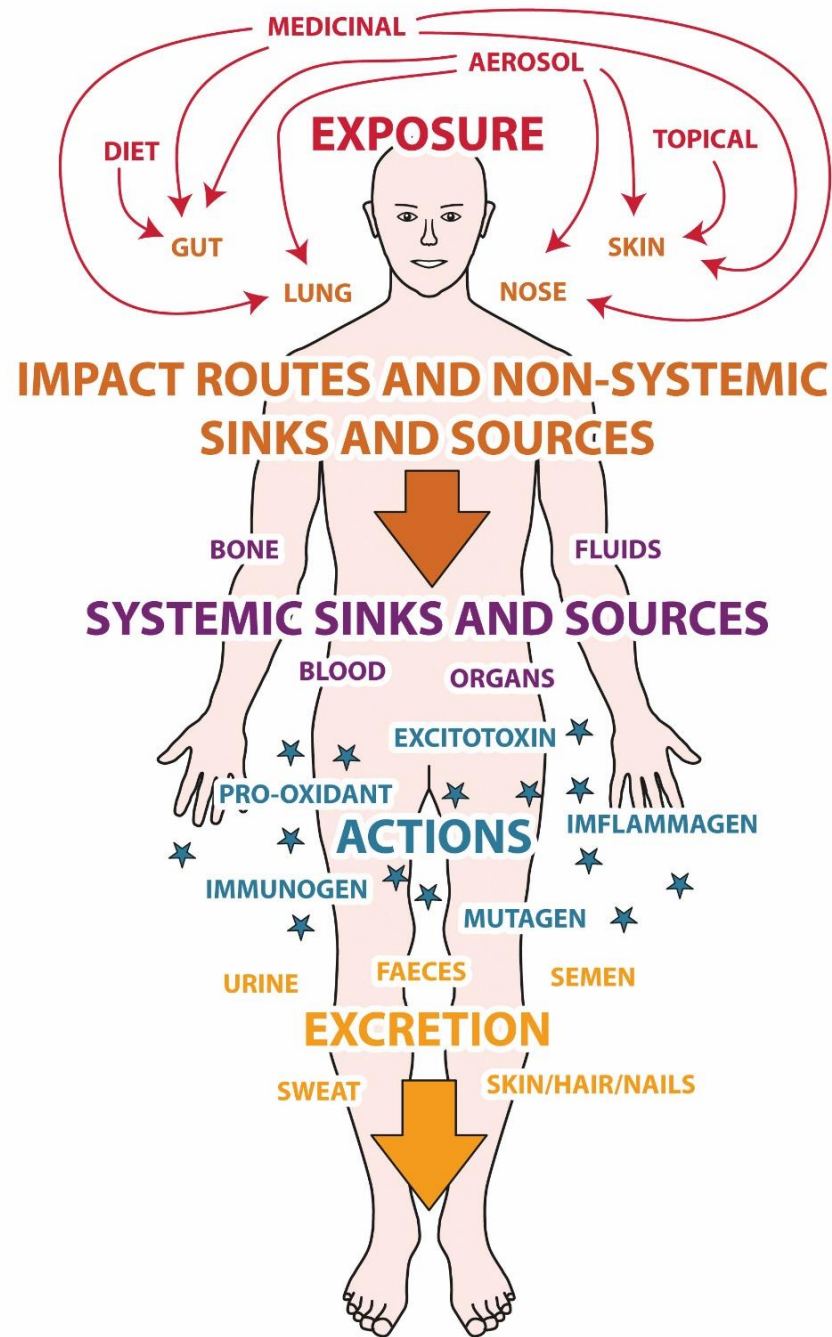 MEDICINAL
AEROSOL
EXPOSURE
DIET
TOPICAL
GUT
SKIN
LUNG
NOSE
IMPACT ROUTES AND NON-SYSTEMIC
SINKS AND SOURCES
BONE
FLUIDS
SYSTEMIC SINKS AND SOURCES
BLOOD
ORGANS
EXCITOTOXIN
PRO-OXIDANT
ACTIONS
IMFLAMMAGEN
IMMUNOGEN
MUTAGEN
URINE
FAECES
SEMEN
EXCRETION
SWEAT
SKIN/HAIR/NAILS